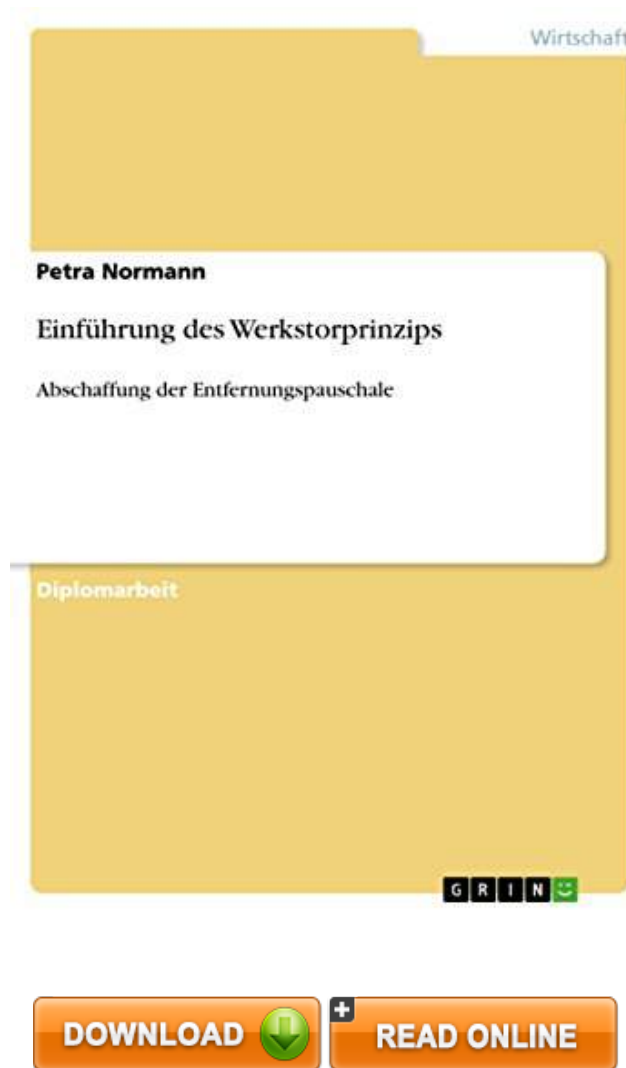 Wirtschaft
Petra Normann
Einführung des Werkstorprinzips
Abschaffung der Entfernungspauschale
Diplomarbeit
GRIN
DOWNLOAD
READ ONLINE